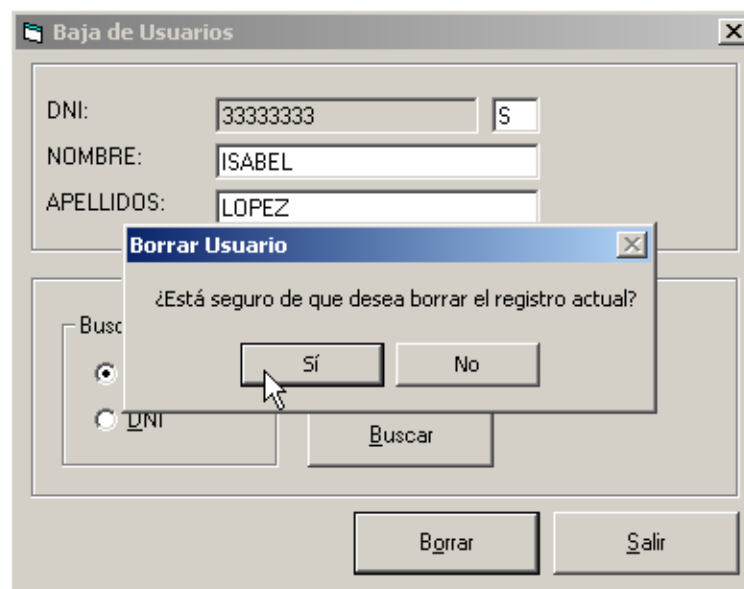 Baja de Usuarios
DNI: 33333333 S
NOMBRE: ISABEL
APELLIDOS: LOPEZ
Borrar Usuario
¿Está seguro de que desea borrar el registro actual?
Sí No
DNI
Buscar
Borrar Salir